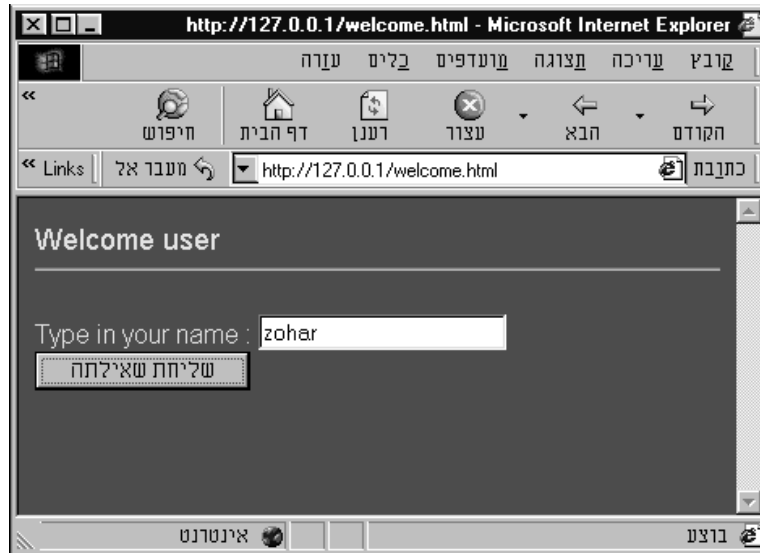 http://127.0.0.1/welcome.html - Microsoft Internet Explorer
קובץ עריכה תצוגה מועדפים כלים עזרה
הקודם הבא עצור רענן דף הבית חיפוש «
כתובת http://127.0.0.1/welcome.html מעבר אל Links «
Welcome user
Type in your name : zohar
שליחת שאילתה
בוצע אינטרנט